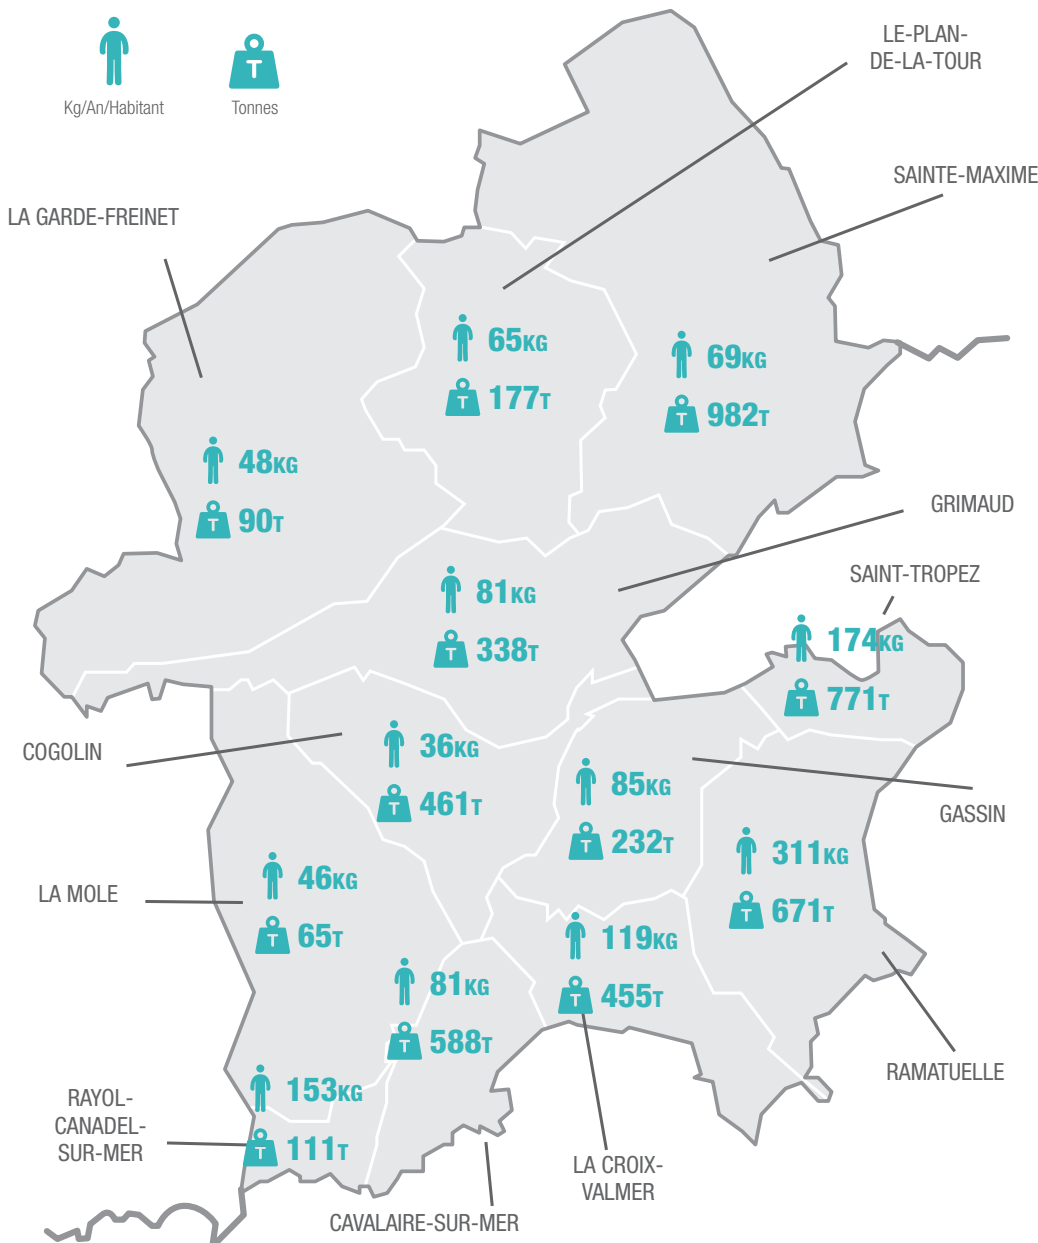 Kg/An/Habitant
Tonnes
LE-PLAN-
DE-LA-TOUR
SAINTE-MAXIME
LA GARDE-FREINET
65KG
177T
69KG
982T
48KG
90T
GRIMAUD
81KG
338T
SAINT-TROPEZ
174KG
771T
COGOLIN
36KG
461T
85KG
232T
GASSIN
311KG
671T
LA MOLE
46KG
65T
119KG
455T
81KG
588T
RAMATUELLE
153KG
111T
RAYOL-
CANADEL-
SUR-MER
LA CROIX-
VALMER
CAVALAIRE-SUR-MER
T
T
T
T
T
T
T
T
T
T
T
T
T